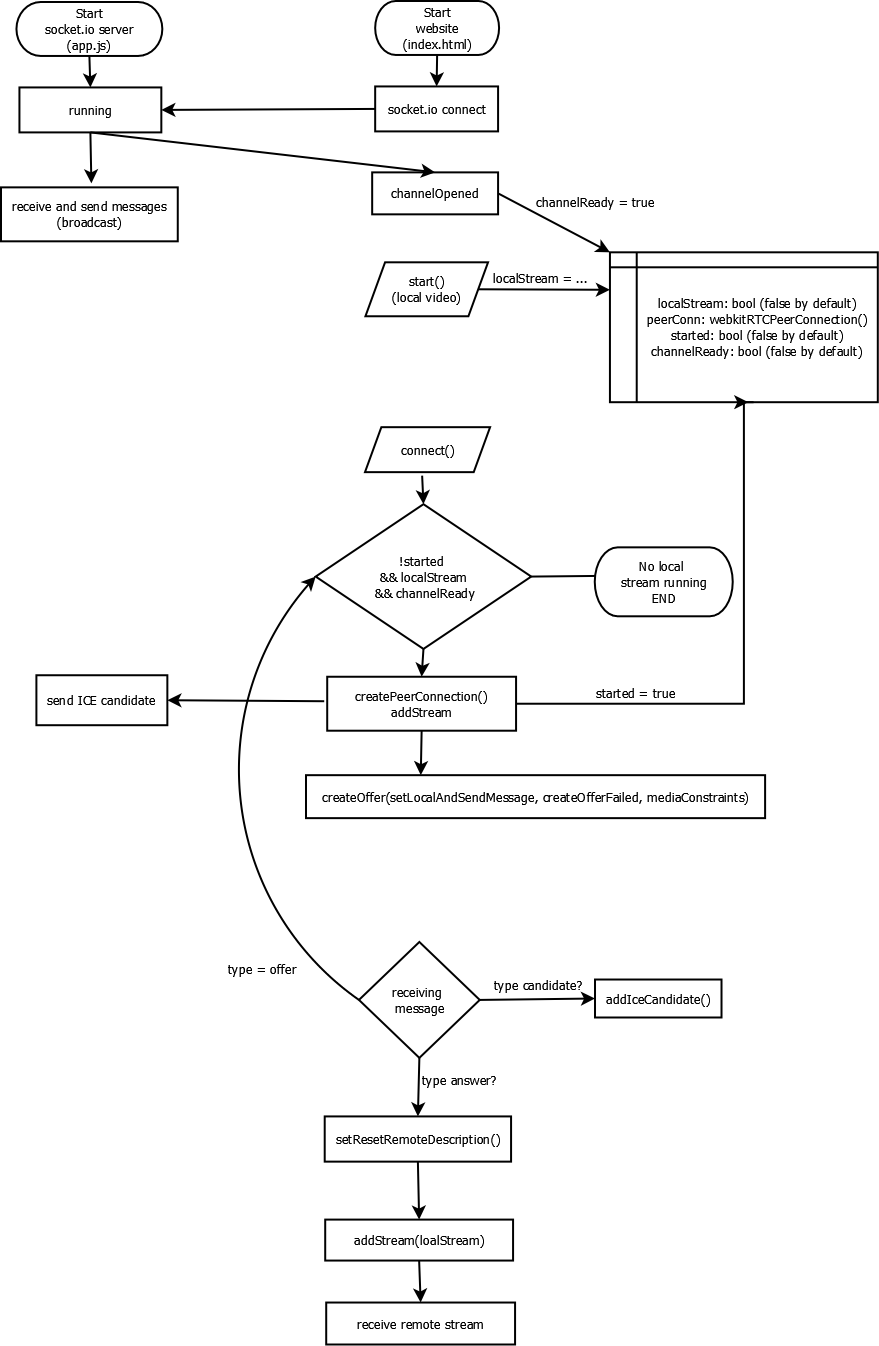 Start
socket.io server
(app.js)
Start
website
(index.html)
running
socket.io connect
receive and send messages
(broadcast)
channelOpened
channelReady = true
start()
(local video)
localStream = ...
localStream: bool (false by default)
peerConn: webkitRTCPeerConnection()
started: bool (false by default)
channelReady: bool (false by default)
connect()
!started
&& localStream
&& channelReady
No local
stream running
END
send ICE candidate
createPeerConnection()
addStream
started = true
createOffer(setLocalAndSendMessage, createOfferFailed, mediaConstraints)
type = offer
receiving
message
type candidate?
addIceCandidate()
type answer?
setResetRemoteDescription()
addStream(loalStream)
receive remote stream